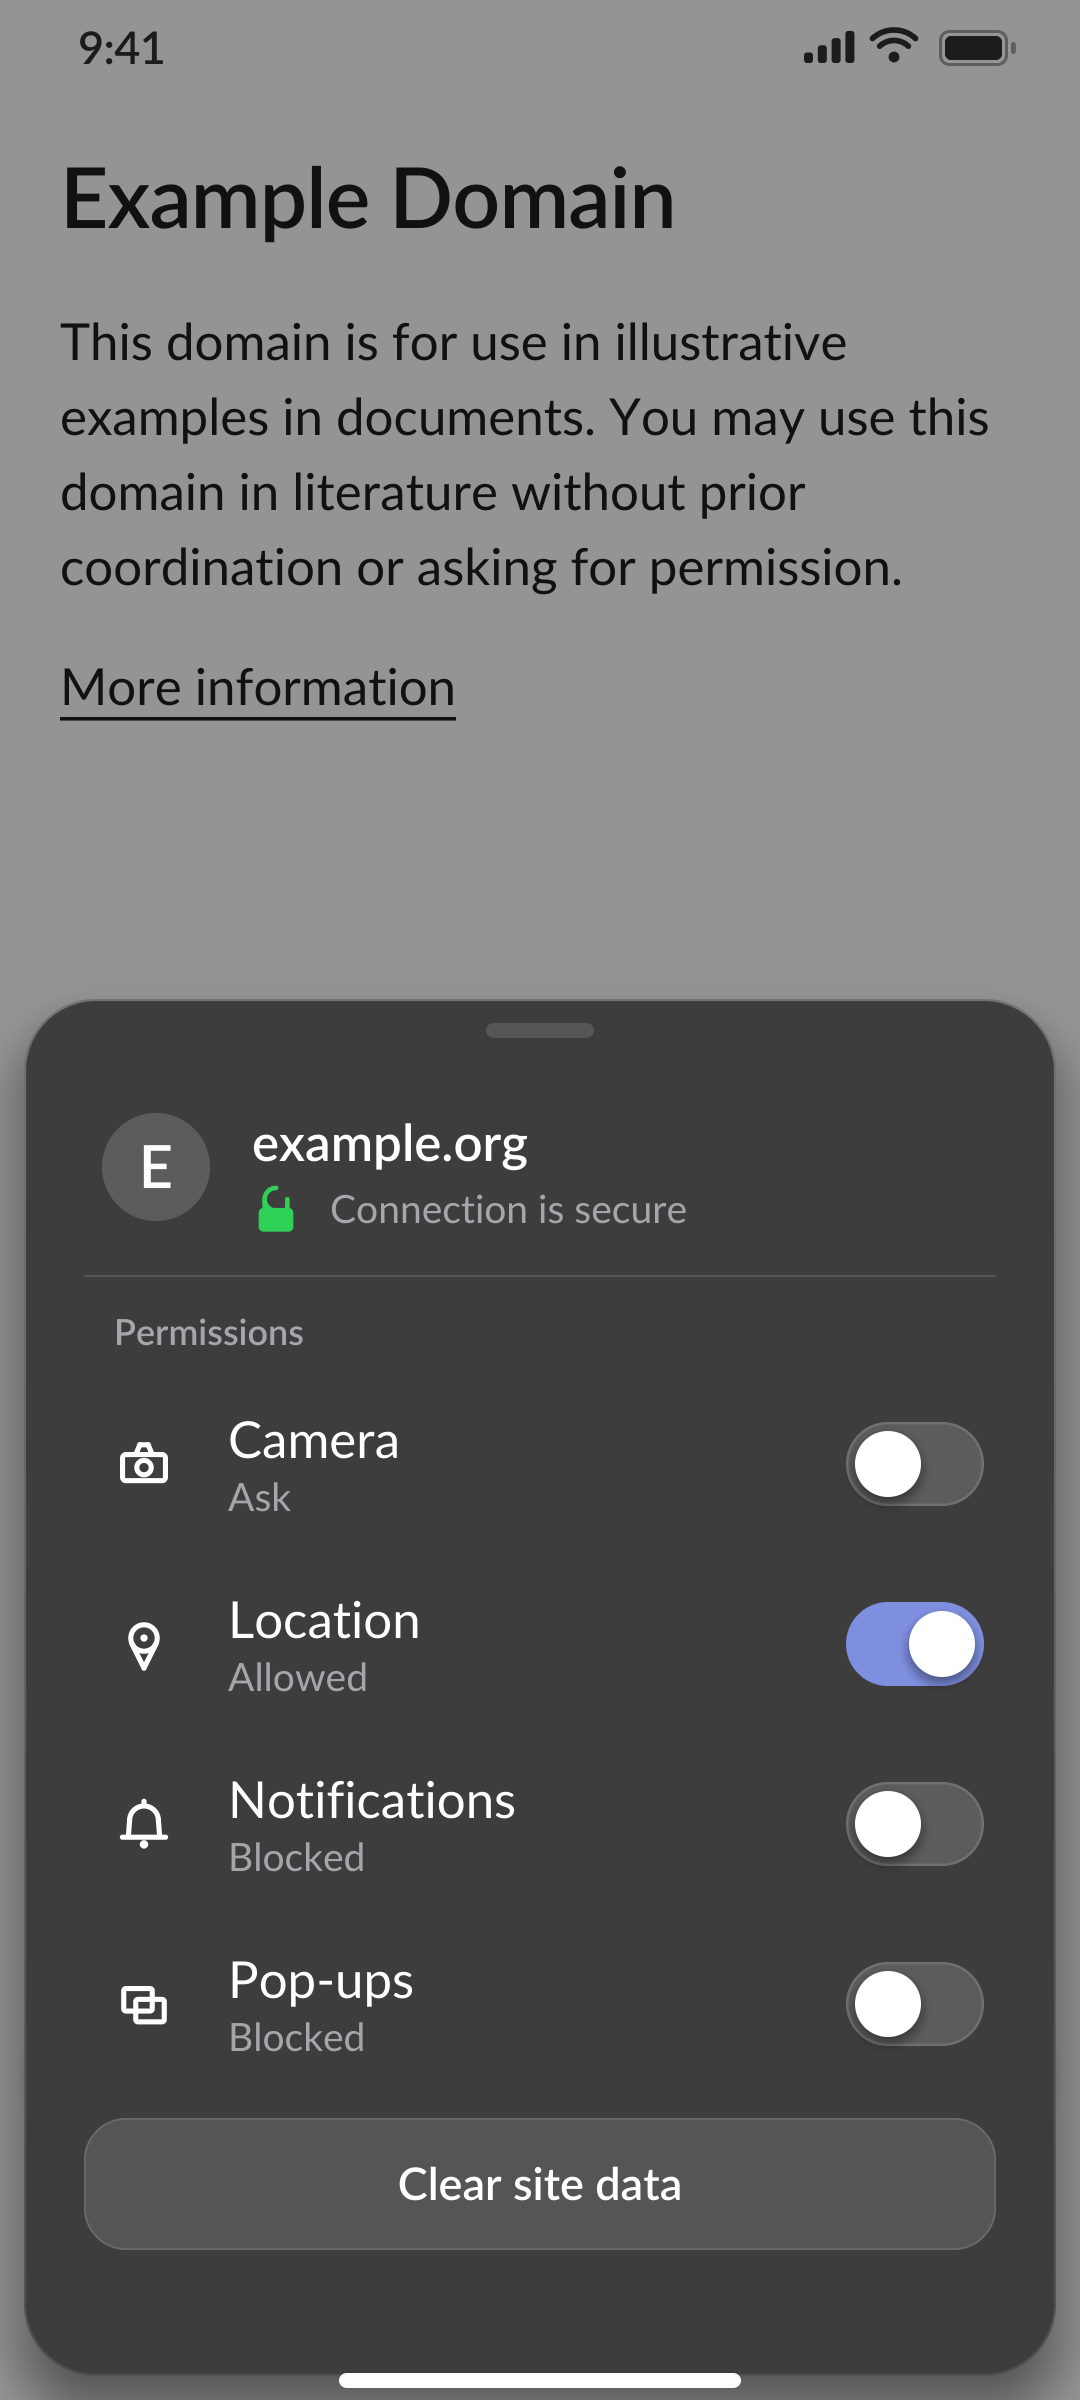 9:41
Example Domain
This domain is for use in illustrative
examples in documents. You may use this
domain in literature without prior
coordination or asking for permission.
More information
E
example.org
Connection is secure
Permissions
Camera
Ask
Location
Allowed
Notifications
Blocked
Pop-ups
Blocked
Clear site data